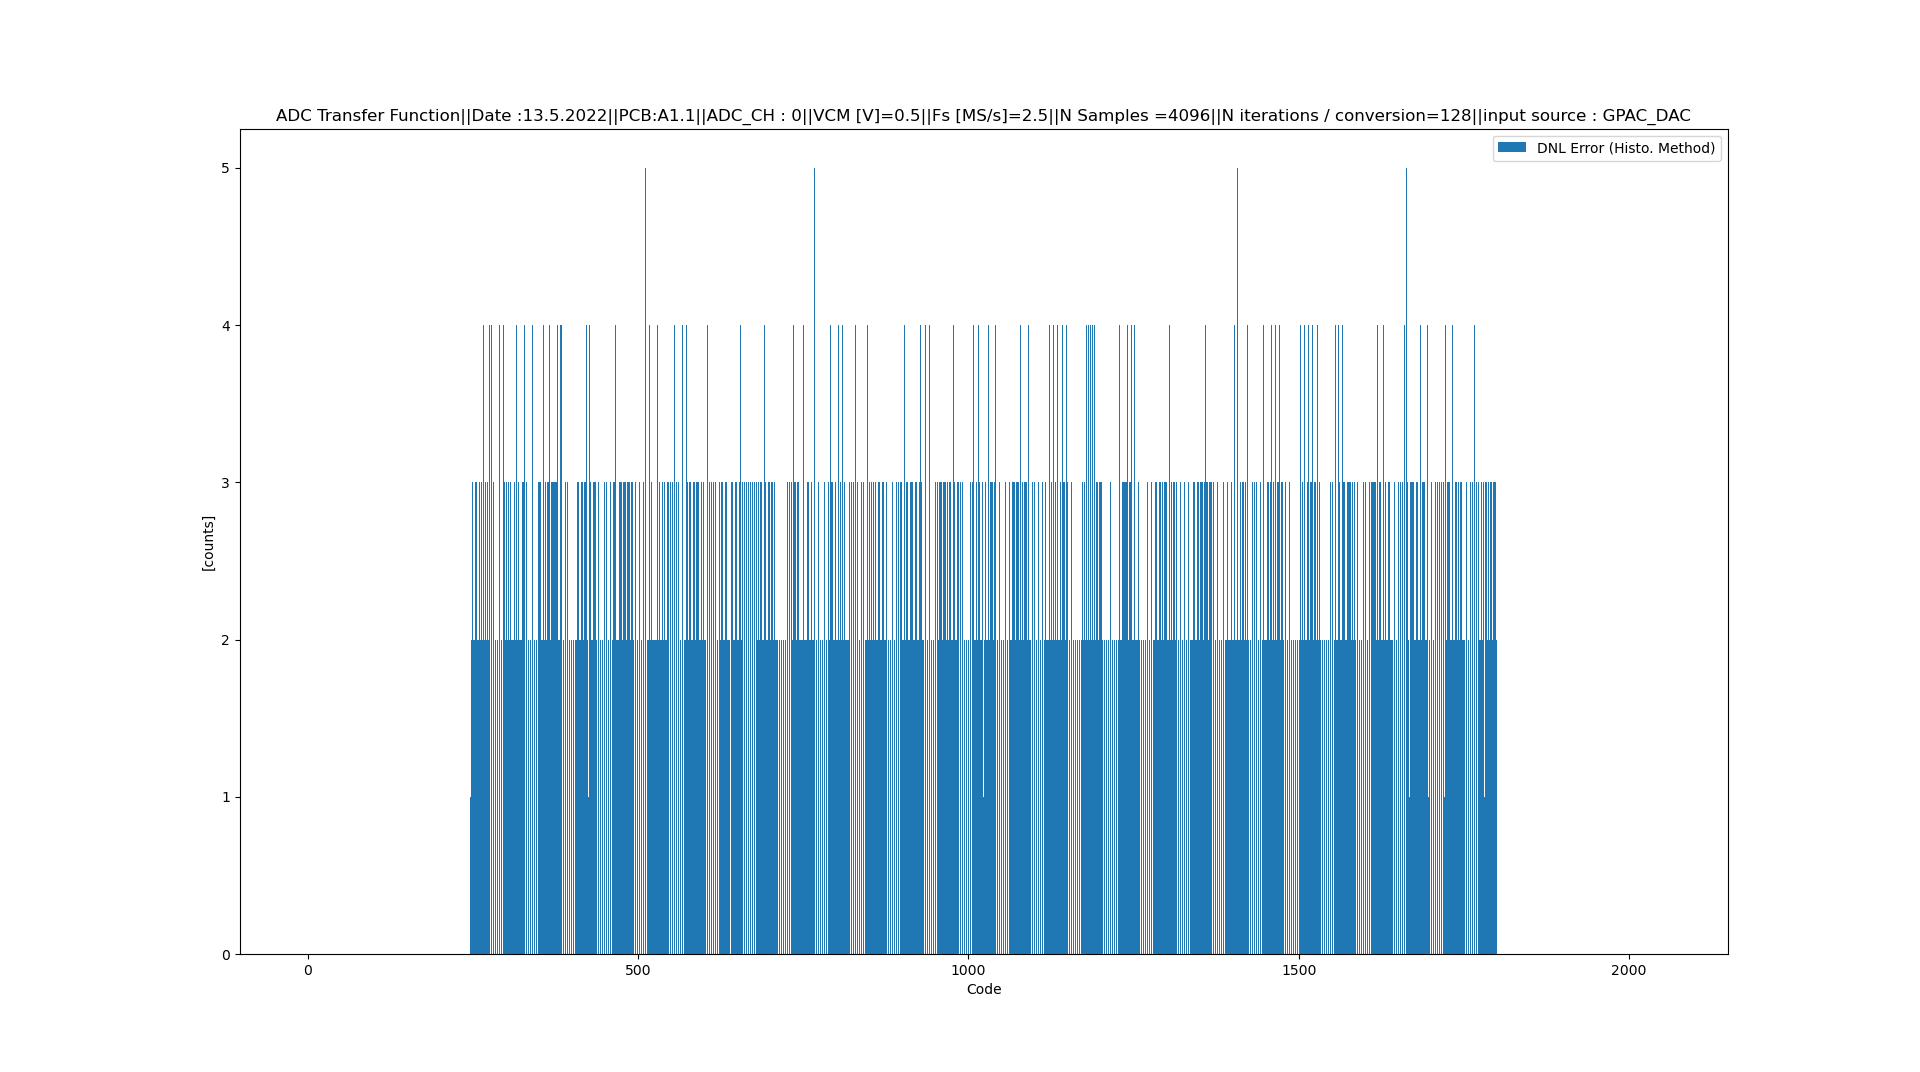 ADC Transfer Function||Date :13.5.2022||PCB:A1.1||ADC_CH : 0||VCM [V]=0.5||Fs [MS/s]=2.5||N Samples =4096||N iterations / conversion=128||input source : GPAC_DAC
DNL Error (Histo. Method)
5
4
3
2
1
0
[counts]
0 500 1000 1500 2000
Code